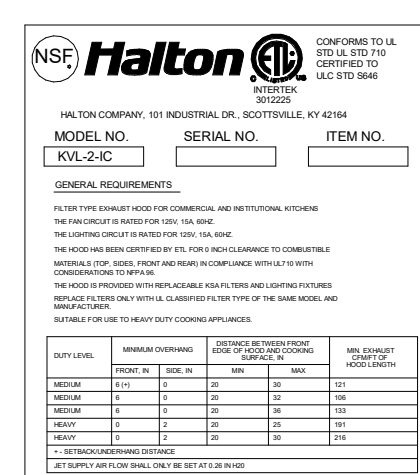 NSF Halton ETL CONFORMS TO UL
STD UL STD 710
CERTIFIED TO
ULC STD S646
C LISTED US
INTERTEK
3012225
HALTON COMPANY, 101 INDUSTRIAL DR., SCOTTSVILLE, KY 42164
MODEL NO. SERIAL NO. ITEM NO.
KVL-2-IC
GENERAL REQUIREMENTS
FILTER TYPE EXHAUST HOOD FOR COMMERCIAL AND INSTITUTIONAL KITCHENS
THE FAN CIRCUIT IS RATED FOR 125V, 15A, 60HZ.
THE LIGHTING CIRCUIT IS RATED FOR 125V, 15A, 60HZ.
THE HOOD HAS BEEN CERTIFIED BY ETL FOR 0 INCH CLEARANCE TO COMBUSTIBLE
MATERIALS (TOP, SIDES, FRONT AND REAR) IN COMPLIANCE WITH UL710 WITH
CONSIDERATIONS TO NFPA 96.
THE HOOD IS PROVIDED WITH REPLACEABLE KSA FILTERS AND LIGHTING FIXTURES
REPLACE FILTERS ONLY WITH UL CLASSIFIED FILTER TYPE OF THE SAME MODEL AND
MANUFACTURER.
SUITABLE FOR USE TO HEAVY DUTY COOKING APPLIANCES.
DUTY LEVEL MINIMUM OVERHANG DISTANCE BETWEEN FRONT EDGE OF HOOD AND COOKING SURFACE, IN MIN. EXHAUST CFM/FT OF HOOD LENGTH
FRONT, IN SIDE, IN MIN MAX
MEDIUM 6 (+) 0 20 30 121
MEDIUM 6 0 20 32 106
MEDIUM 6 0 20 36 133
HEAVY 0 2 20 25 191
HEAVY 0 2 20 30 216
+ - SETBACK/UNDERHANG DISTANCE
JET SUPPLY AIR FLOW SHALL ONLY BE SET AT 0.26 IN H20